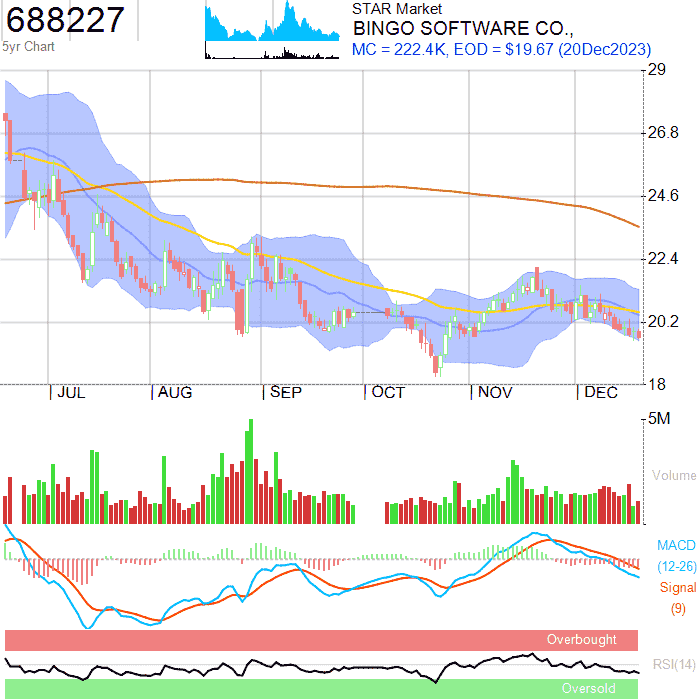 688227
5yr Chart
STAR Market
BINGO SOFTWARE CO.,
MC = 222.4K, EOD = $19.67 (20Dec2023)
29
26.8
24.6
22.4
20.2
18
JUL AUG SEP OCT NOV DEC
5M
Volume
MACD
(12-26)
Signal
(9)
Overbought
RSI(14)
Oversold